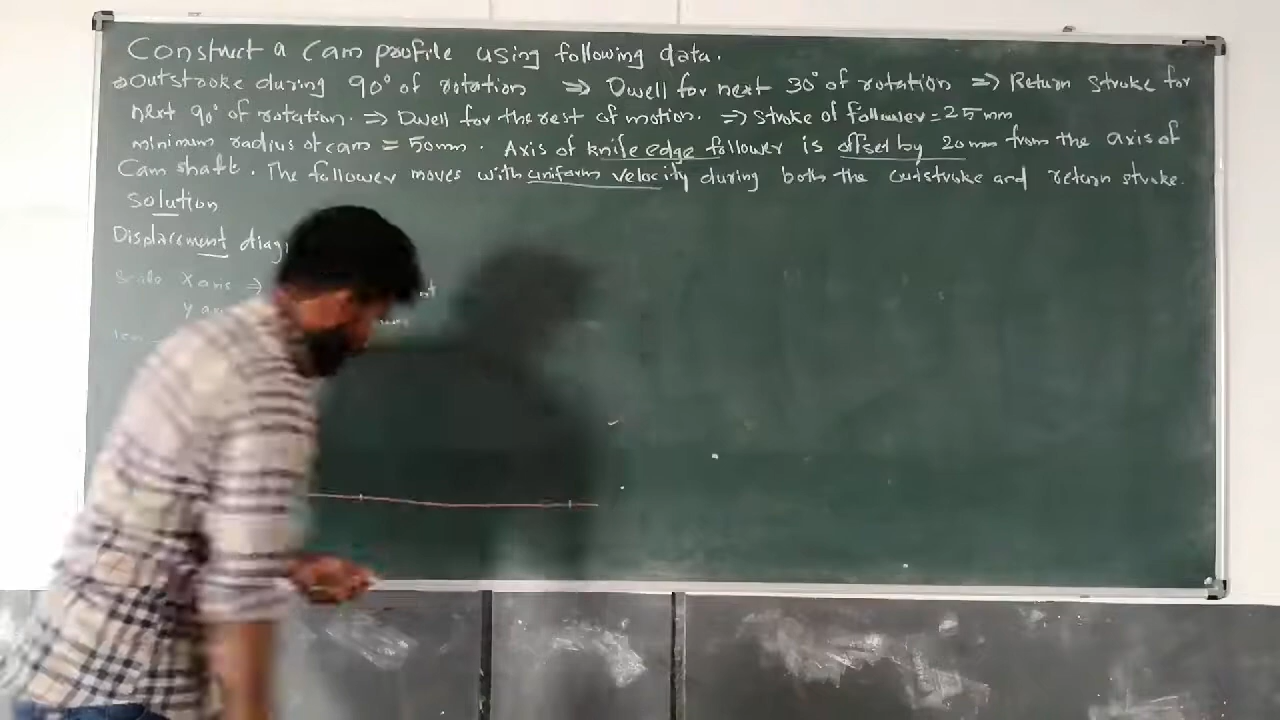 Construct a Cam profile using following data.
⇒ Outstroke during 90° of rotation ⇒ Dwell for next 30° of rotation ⇒ Return stroke for
next 90° of rotation. ⇒ Dwell for the rest of motion. ⇒ Stroke of follower = 25mm
minimum radius of cam = 50mm. Axis of knife edge follower is offset by 20mm from the axis of
Cam shaft. The follower moves with uniform velocity during both the outstroke and return stroke.
Solution
Displacement diag
Scale X axis ⇒
Y